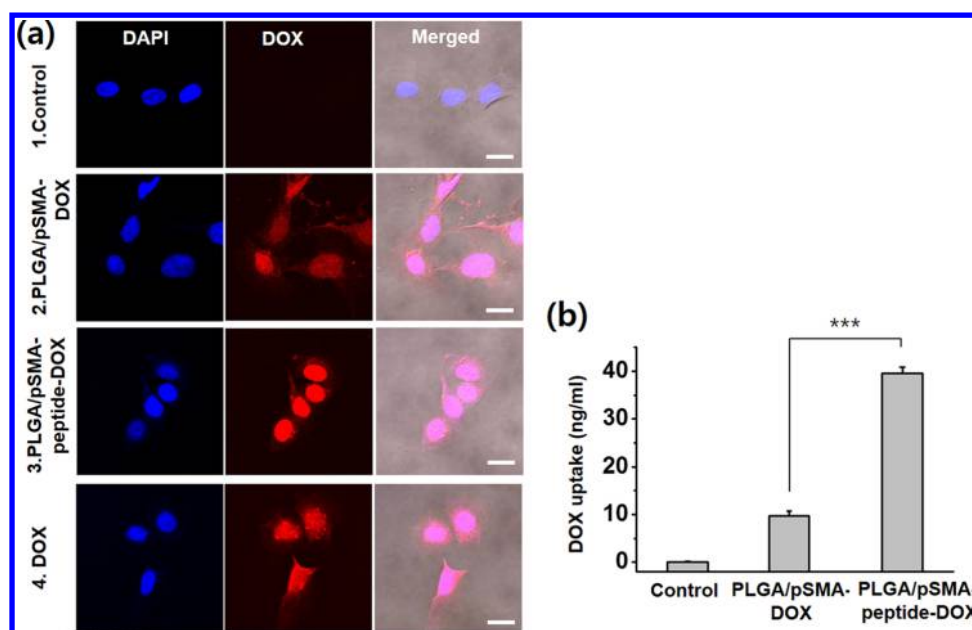 (a)
DAPI
DOX
Merged
1.Control
2.PLGA/pSMA-
DOX
3.PLGA/pSMA-
peptide-DOX
4. DOX
(b)
***
DOX uptake (ng/ml)
40
30
20
10
0
Control
PLGA/pSMA-
DOX
PLGA/pSMA-
peptide-DOX